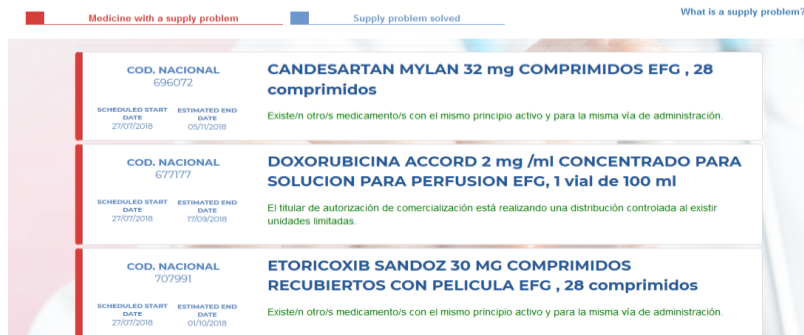 Medicine with a supply problem
Supply problem solved
What is a supply problem?
COD. NACIONAL
696072
SCHEDULED START DATE
27/07/2018
ESTIMATED END DATE
05/11/2018
CANDESARTAN MYLAN 32 mg COMPRIMIDOS EFG , 28
comprimidos
Existe/n otro/s medicamento/s con el mismo principio activo y para la misma vía de administración.
COD. NACIONAL
677177
SCHEDULED START DATE
27/07/2018
ESTIMATED END DATE
17/09/2018
DOXORUBICINA ACCORD 2 mg /ml CONCENTRADO PARA
SOLUCION PARA PERFUSION EFG, 1 vial de 100 ml
El titular de autorización de comercialización está realizando una distribución controlada al existir
unidades limitadas.
COD. NACIONAL
707991
SCHEDULED START DATE
27/07/2018
ESTIMATED END DATE
01/10/2018
ETORICOXIB SANDOZ 30 MG COMPRIMIDOS
RECUBIERTOS CON PELICULA EFG , 28 comprimidos
Existe/n otro/s medicamento/s con el mismo principio activo y para la misma vía de administración.